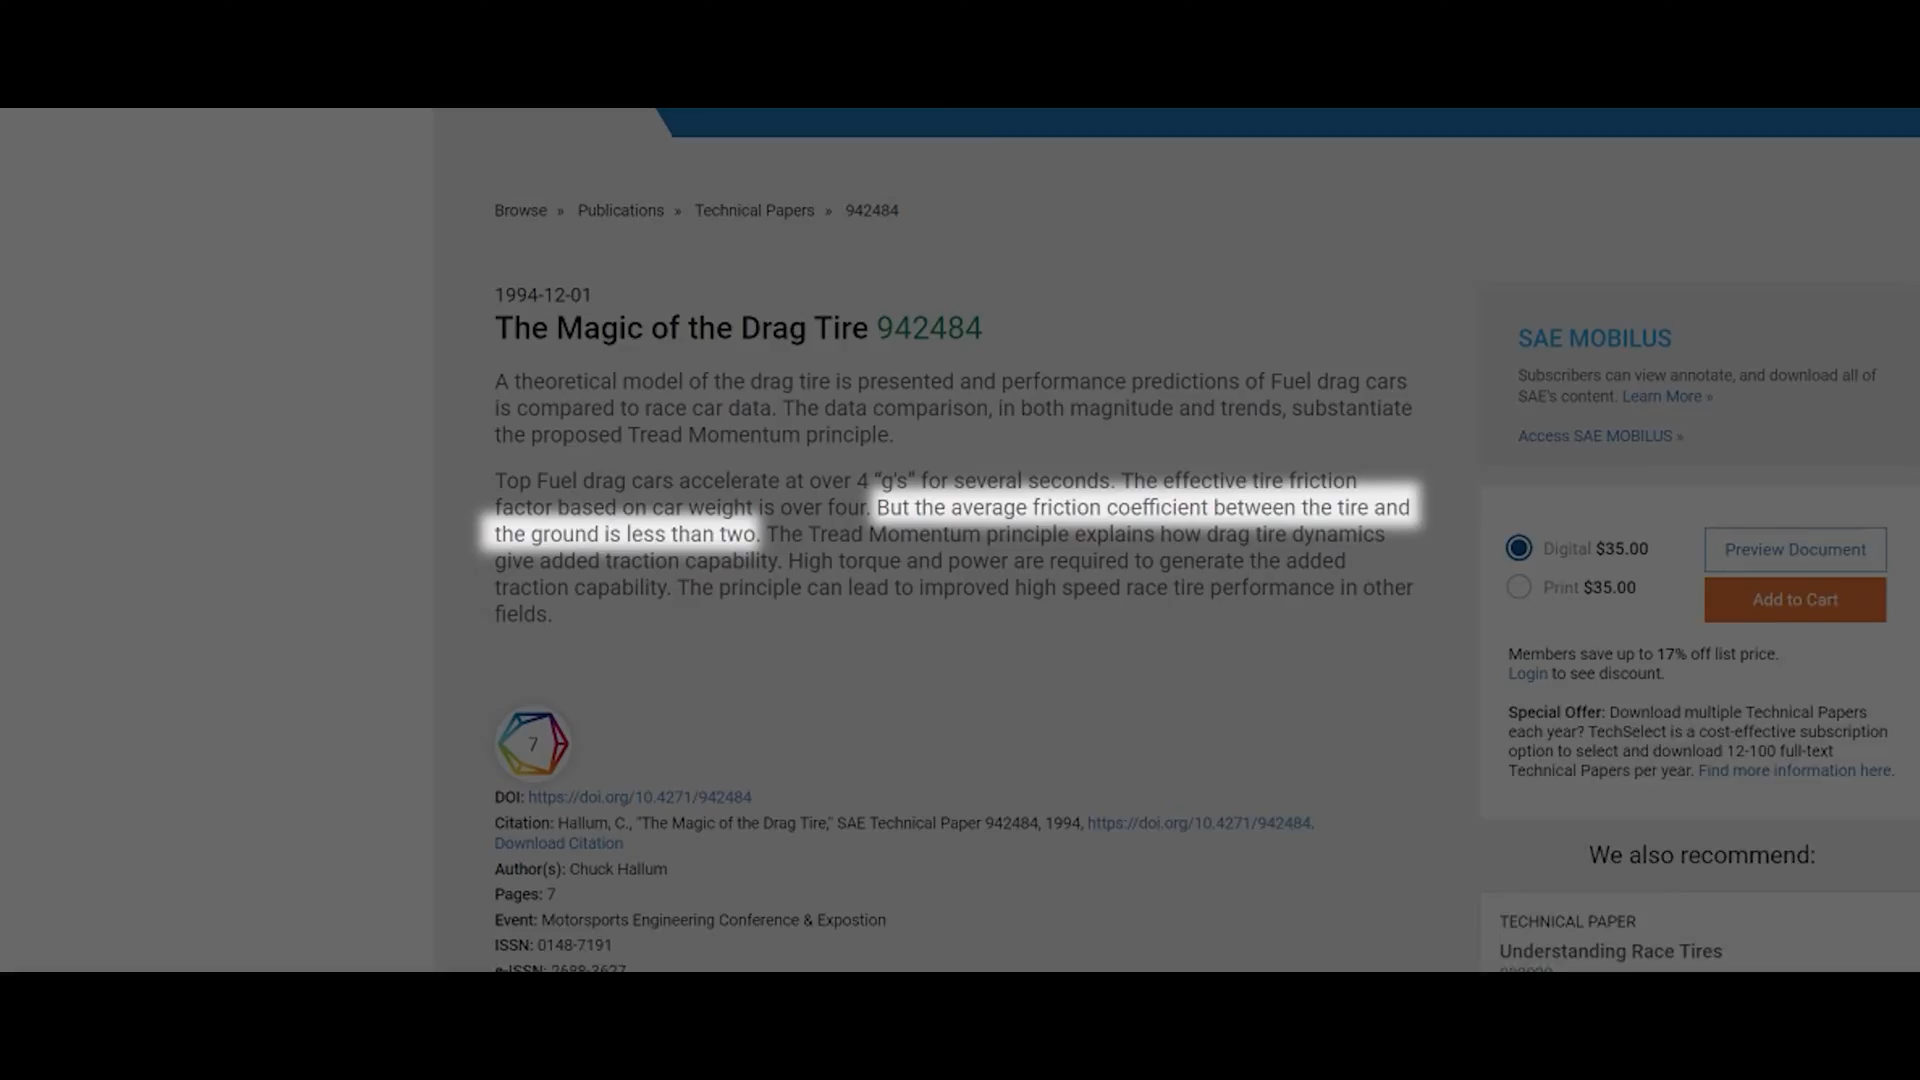 Browse » Publications » Technical Papers » 942484
1994-12-01
The Magic of the Drag Tire 942484
A theoretical model of the drag tire is presented and performance predictions of Fuel drag cars
is compared to race car data. The data comparison, in both magnitude and trends, substantiate
the proposed Tread Momentum principle.
Top Fuel drag cars accelerate at over 4 “g's” for several seconds. The effective tire friction
factor based on car weight is over four. But the average friction coefficient between the tire and
the ground is less than two. The Tread Momentum principle explains how drag tire dynamics
give added traction capability. High torque and power are required to generate the added
traction capability. The principle can lead to improved high speed race tire performance in other
fields.
7
DOI: https://doi.org/10.4271/942484
Citation: Hallum, C., "The Magic of the Drag Tire," SAE Technical Paper 942484, 1994, https://doi.org/10.4271/942484.
Download Citation
Author(s): Chuck Hallum
Pages: 7
Event: Motorsports Engineering Conference & Expostion
ISSN: 0148-7191
e-ISSN: 2688-3627
SAE MOBILUS
Subscribers can view annotate, and download all of
SAE's content. Learn More »
Access SAE MOBILUS »
Digital $35.00
Preview Document
Print $35.00
Add to Cart
Members save up to 17% off list price.
Login to see discount.
Special Offer: Download multiple Technical Papers
each year? TechSelect is a cost-effective subscription
option to select and download 12-100 full-text
Technical Papers per year. Find more information here.
We also recommend:
TECHNICAL PAPER
Understanding Race Tires